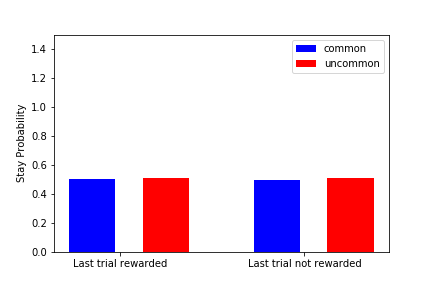 1.4
1.2
1.0
0.8
0.6
0.4
0.2
0.0
Stay Probability
common
uncommon
Last trial rewarded
Last trial not rewarded